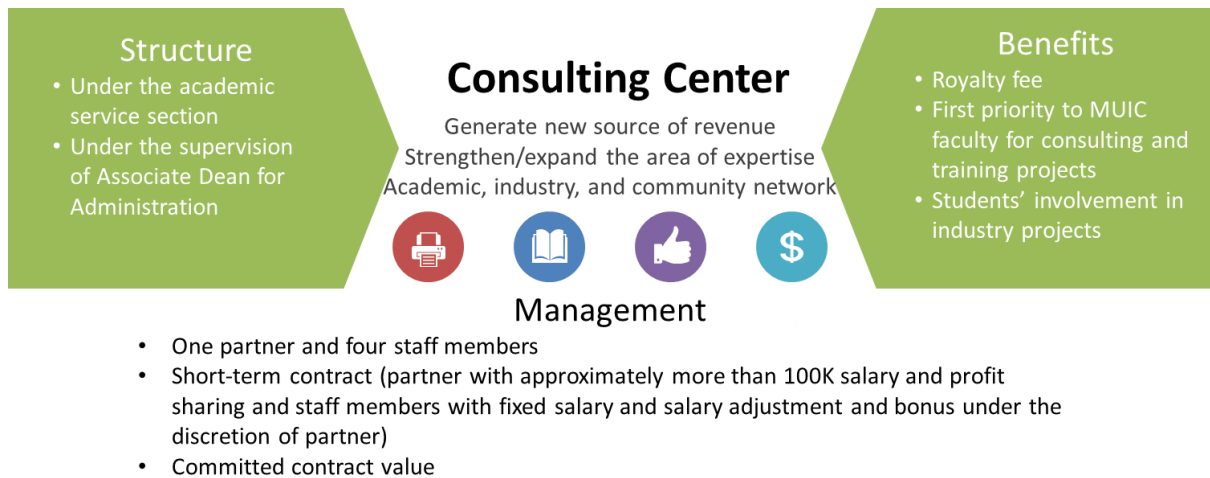 Structure
• Under the academic
service section
• Under the supervision
of Associate Dean for
Administration
Consulting Center
Generate new source of revenue
Strengthen/expand the area of expertise
Academic, industry, and community network
$
Benefits
• Royalty fee
• First priority to MUIC
faculty for consulting and
training projects
• Students’ involvement in
industry projects
Management
• One partner and four staff members
• Short-term contract (partner with approximately more than 100K salary and profit
sharing and staff members with fixed salary and salary adjustment and bonus under the
discretion of partner)
• Committed contract value